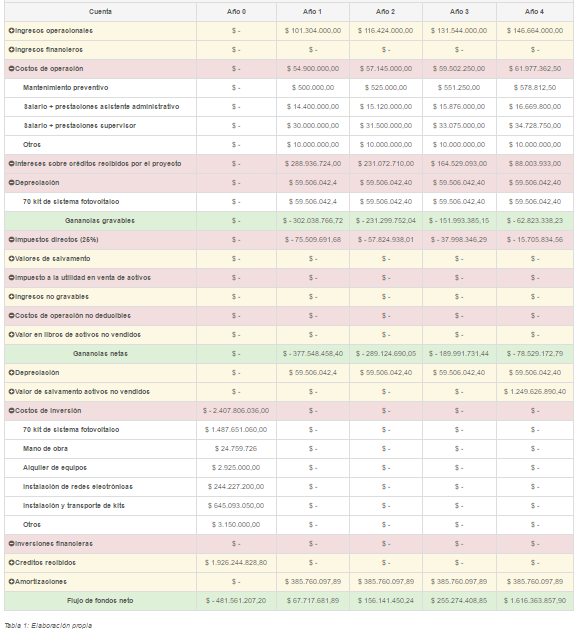 Cuenta Año 0 Año 1 Año 2 Año 3 Año 4
Ingresos operacionales $ - $ 101.304.000,00 $ 116.424.000,00 $ 131.544.000,00 $ 146.664.000,00
Ingresos financieros $ - $ - $ - $ - $ -
Costos de operación $ - $ 54.900.000,00 $ 57.145.000,00 $ 59.502.250,00 $ 61.977.362,50
Mantenimiento preventivo $ - $ 500.000,00 $ 525.000,00 $ 551.250,00 $ 578.812,50
Salario + prestaciones asistente administrativo $ - $ 14.400.000,00 $ 15.120.000,00 $ 15.876.000,00 $ 16.669.800,00
Salario + prestaciones supervisor $ - $ 30.000.000,00 $ 31.500.000,00 $ 33.075.000,00 $ 34.728.750,00
Otros $ - $ 10.000.000,00 $ 10.000.000,00 $ 10.000.000,00 $ 10.000.000,00
Intereses sobre créditos recibidos por el proyecto $ - $ 288.936.724,00 $ 231.072.710,00 $ 164.529.093,00 $ 88.003.933,00
Depreciación $ - $ 59.506.042,4 $ 59.506.042,40 $ 59.506.042,40 $ 59.506.042,40
70 kit de sistema fotovoltaico $ - $ 59.506.042,4 $ 59.506.042,40 $ 59.506.042,40 $ 59.506.042,40
Ganancias gravables $ - $ - 302.038.766,72 $ - 231.299.752,04 $ - 151.993.385,15 $ - 62.823.338,23
Impuestos directos (25%) $ - $ - 75.509.691,68 $ - 57.824.938,01 $ - 37.998.346,29 $ - 15.705.834,56
Valores de salvamento $ - $ - $ - $ - $ -
Impuesto a la utilidad en venta de activos $ - $ - $ - $ - $ -
Ingresos no gravables $ - $ - $ - $ - $ -
Costos de operación no deducibles $ - $ - $ - $ - $ -
Valor en libros de activos no vendidos $ - $ - $ - $ - $ -
Ganancias netas $ - $ - 377.548.458,40 $ - 289.124.690,05 $ - 189.991.731,44 $ - 78.529.172,79
Depreciación $ - $ 59.506.042,4 $ 59.506.042,40 $ 59.506.042,40 $ 59.506.042,40
Valor de salvamento activos no vendidos $ - $ - $ - $ - $ 1.249.626.890,40
Costos de inversión $ - 2.407.806.036,00 $ - $ - $ - $ -
70 kit de sistema fotovoltaico $ 1.487.651.060,00 $ - $ - $ - $ -
Mano de obra $ 24.759.726 $ - $ - $ - $ -
Alquiler de equipos $ 2.925.000,00 $ - $ - $ - $ -
Instalación de redes electrónicas $ 244.227.200,00 $ - $ - $ - $ -
Instalación y transporte de kits $ 645.093.050,00 $ - $ - $ - $ -
Otros $ 3.150.000,00 $ - $ - $ - $ -
Inversiones financieras $ - $ - $ - $ - $ -
Creditos recibidos $ 1.926.244.828,80 $ - $ - $ - $ -
Amortizaciones $ - $ 385.760.097,89 $ 385.760.097,89 $ 385.760.097,89 $ 385.760.097,89
Flujo de fondos neto $ - 481.561.207,20 $ 67.717.681,89 $ 156.141.450,24 $ 255.274.408,85 $ 1.616.363.857,90
Tabla 1: Elaboración propia